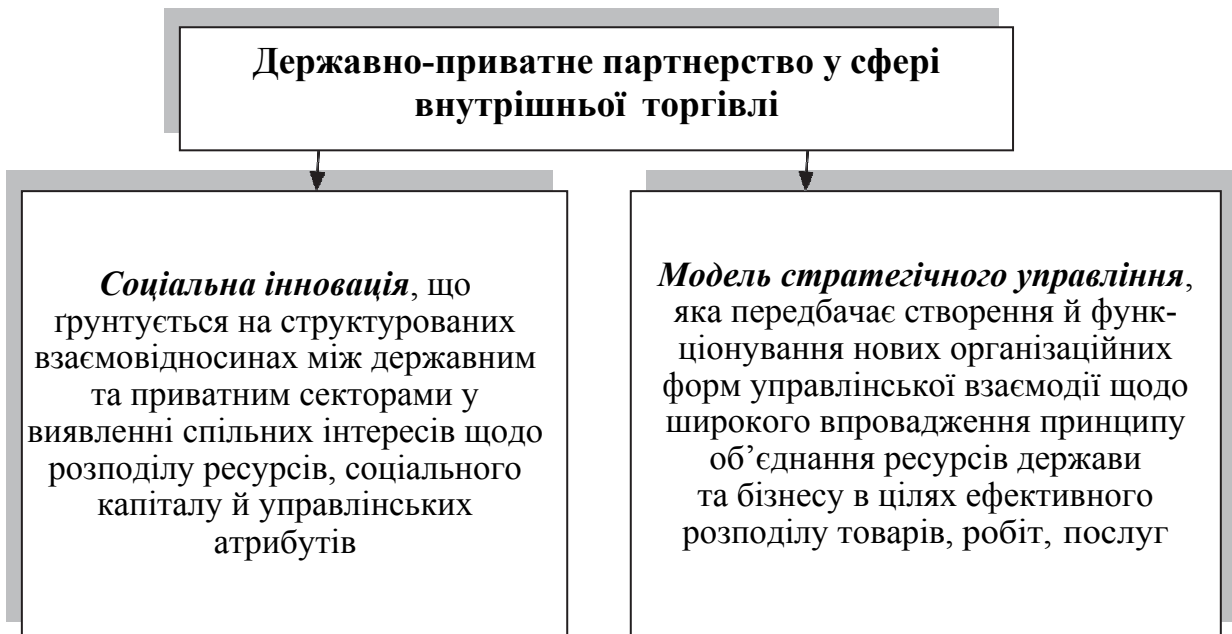 Державно-приватне партнерство у сфері
внутрішньої торгівлі
Соціальна інновація, що
ґрунтується на структурованих
взаємовідносинах між державним
та приватним секторами у
виявленні спільних інтересів щодо
розподілу ресурсів, соціального
капіталу й управлінських
атрибутів
Модель стратегічного управління,
яка передбачає створення й функ-
ціонування нових організаційних
форм управлінської взаємодії щодо
широкого впровадження принципу
об’єднання ресурсів держави
та бізнесу в цілях ефективного
розподілу товарів, робіт, послуг